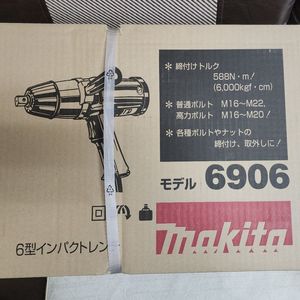 ★ 締付けトルク
588N・m!
(6,000kgf・cm)
★ 普通ボルト M16～M22,
高力ボルト M16～M20!
★ 各種ボルトやナットの
締付け、取外しに!
モデル 6906
6型インパクトレンチ
makita